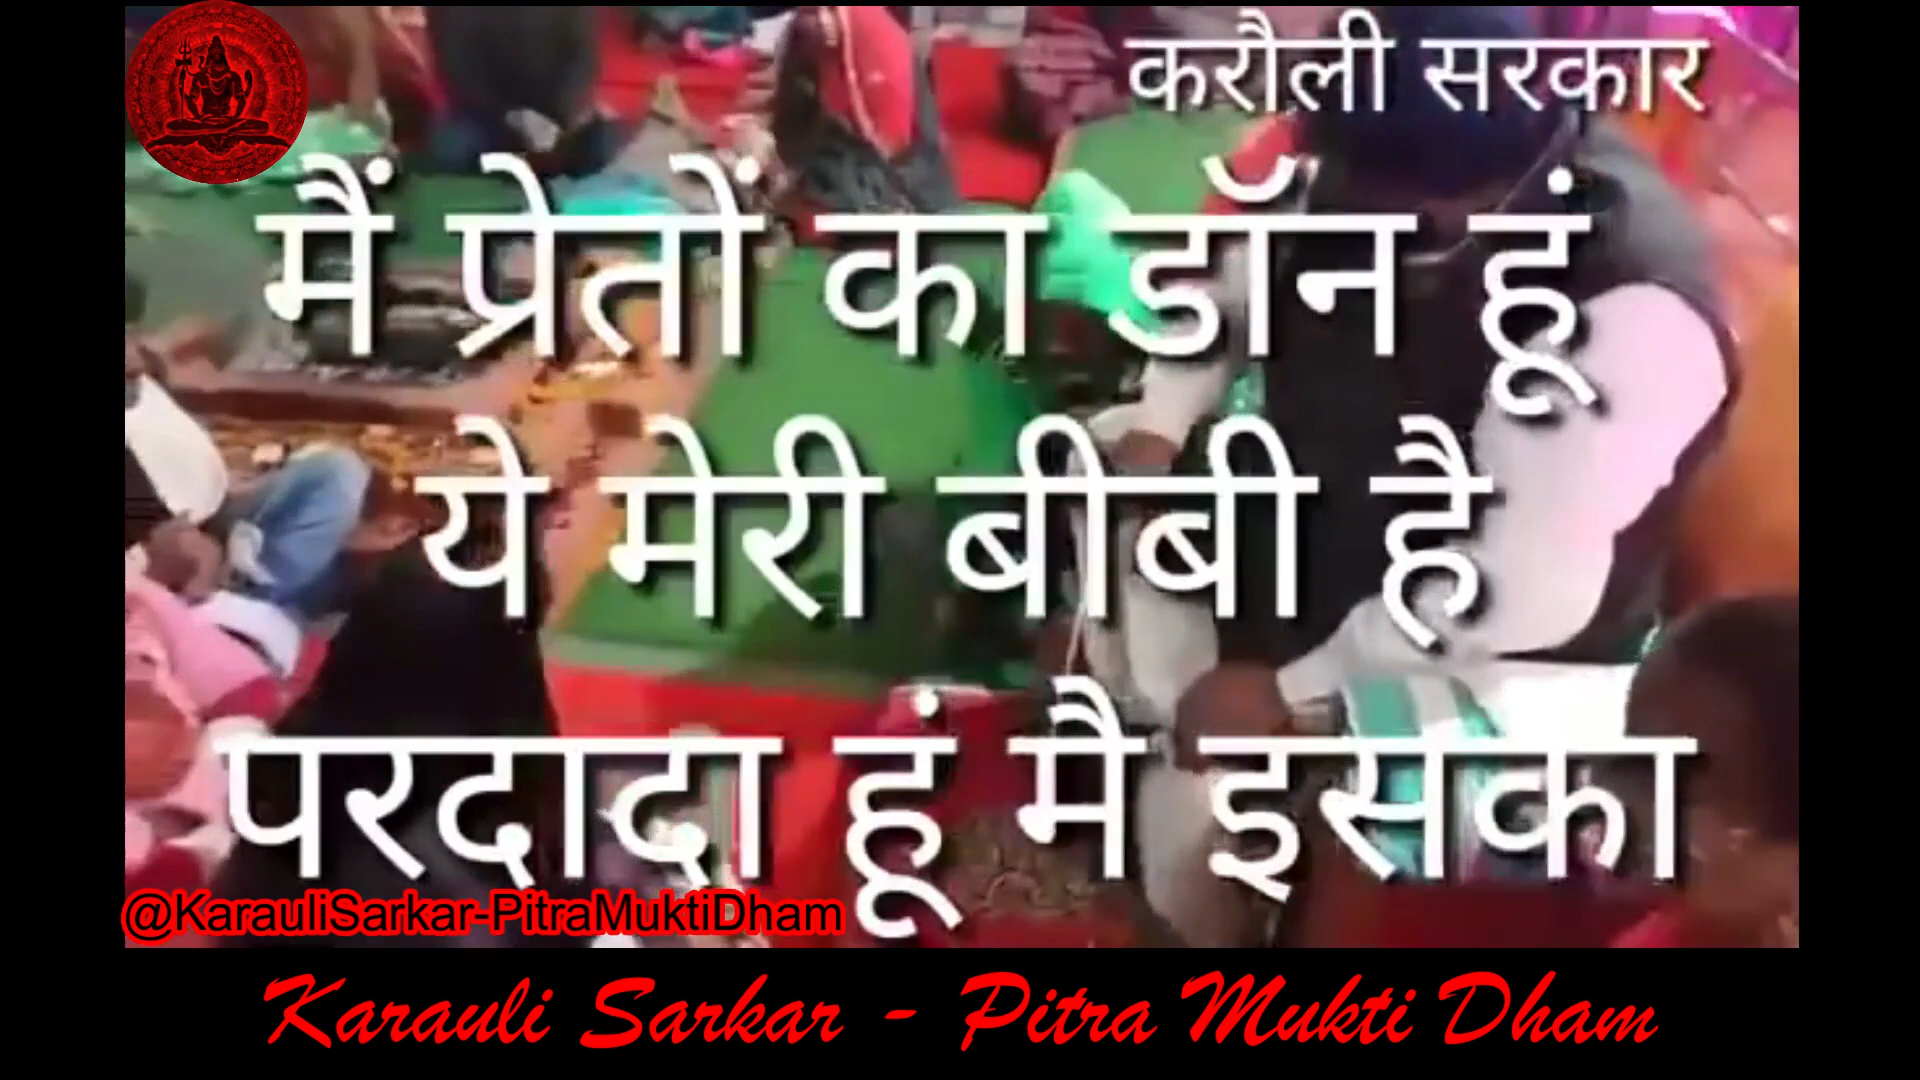 करौली सरकार
मैं प्रेतों का डॉन हूं
ये मेरी बीबी है
परदादा हूं मै इसका
@KarauliSarkar-PitraMuktiDham
Karauli Sarkar - Pitra Mukti Dham